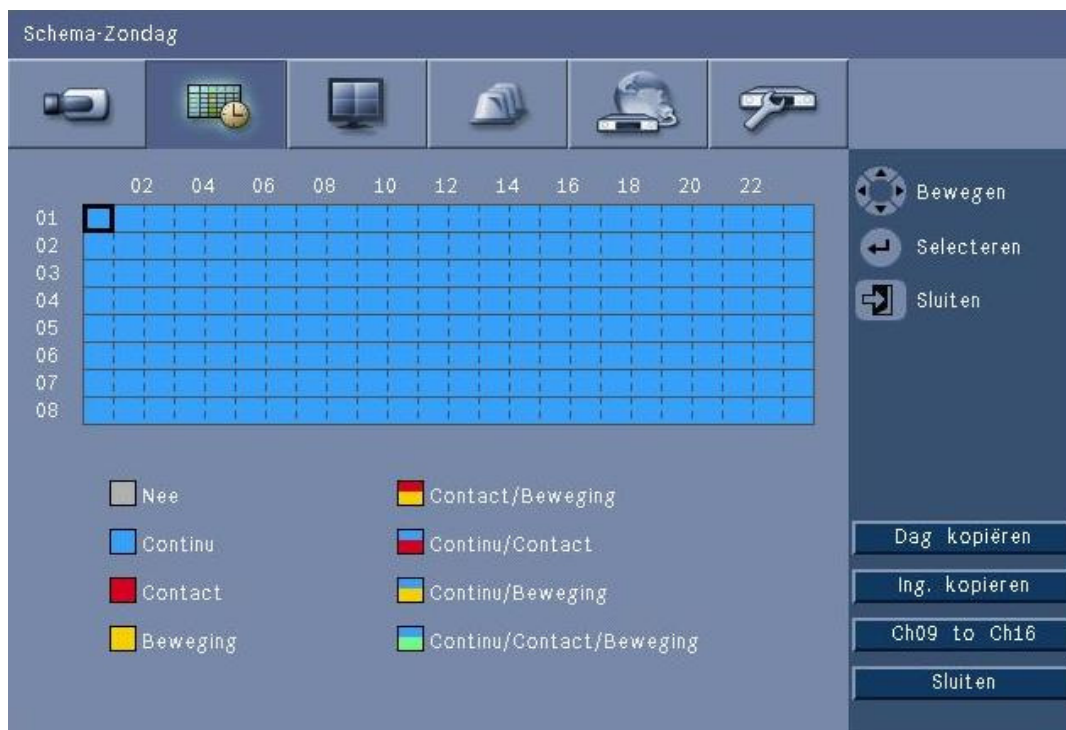 Schema-Zondag
02 04 06 08 10 12 14 16 18 20 22
01
02
03
04
05
06
07
08
Nee
Continu
Contact
Beweging
Contact/Beweging
Continu/Contact
Continu/Beweging
Continu/Contact/Beweging
Bewegen
Selecteren
Sluiten
Dag kopiëren
Ing. kopieren
Ch09 to Ch16
Sluiten